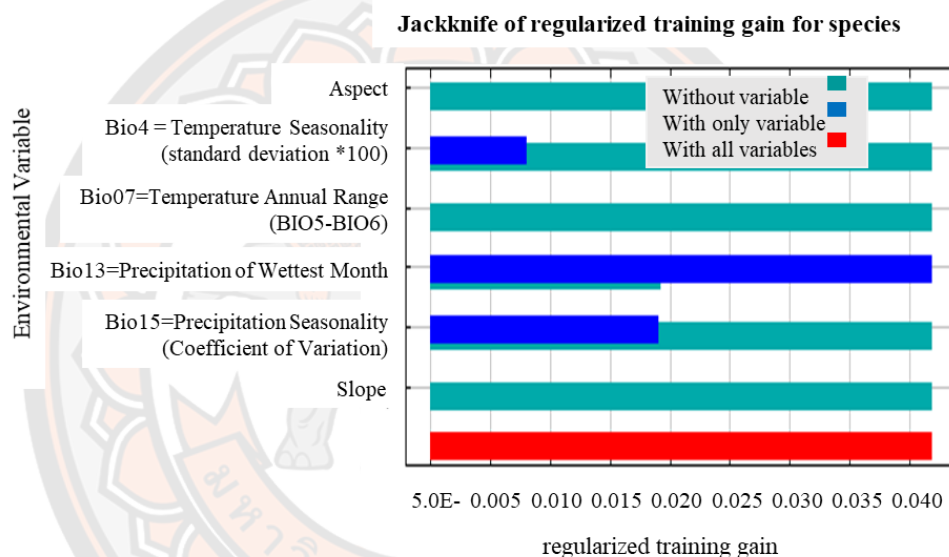 Jackknife of regularized training gain for species
Environmental Variable
Aspect
Bio4 = Temperature Seasonality
(standard deviation *100)
Bio07=Temperature Annual Range
(BIO5-BIO6)
Bio13=Precipitation of Wettest Month
Bio15=Precipitation Seasonality
(Coefficient of Variation)
Slope
Without variable
With only variable
With all variables
5.0E- 0.005 0.010 0.015 0.020 0.025 0.030 0.035 0.040
regularized training gain